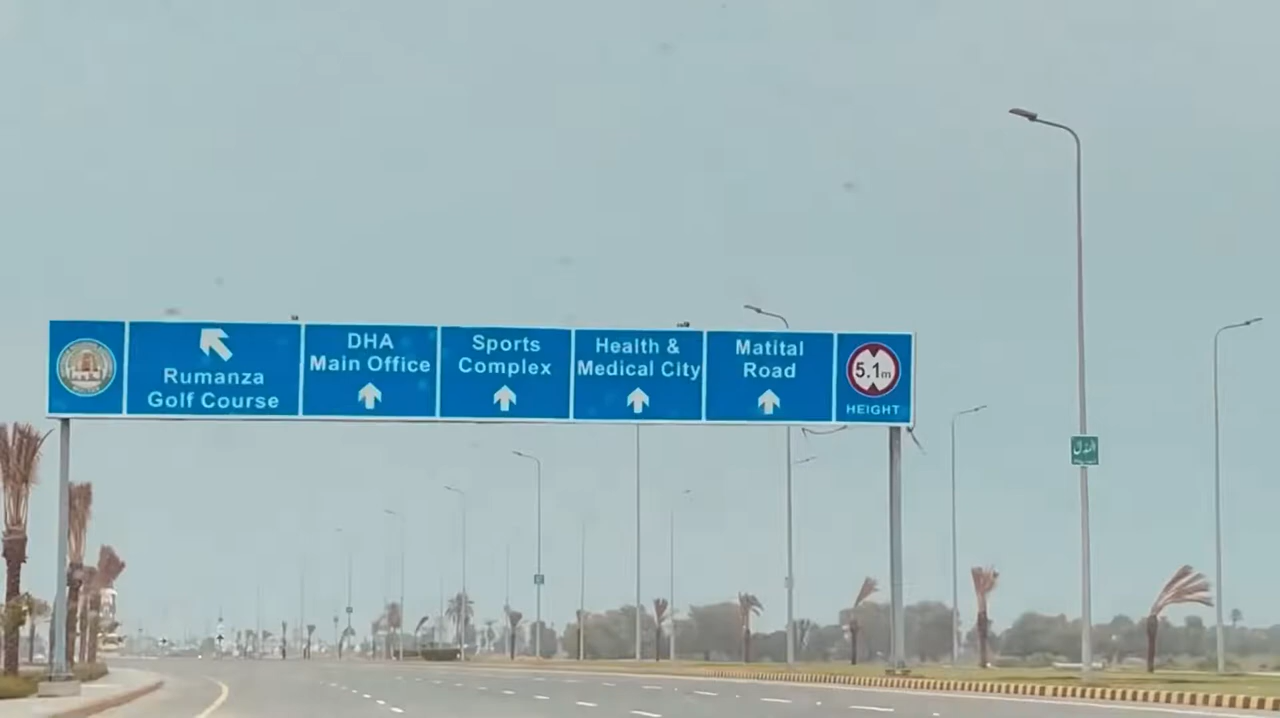 Rumanza
Golf Course
DHA
Main Office
Sports
Complex
Health &
Medical City
Matital
Road
5.1m
HEIGHT